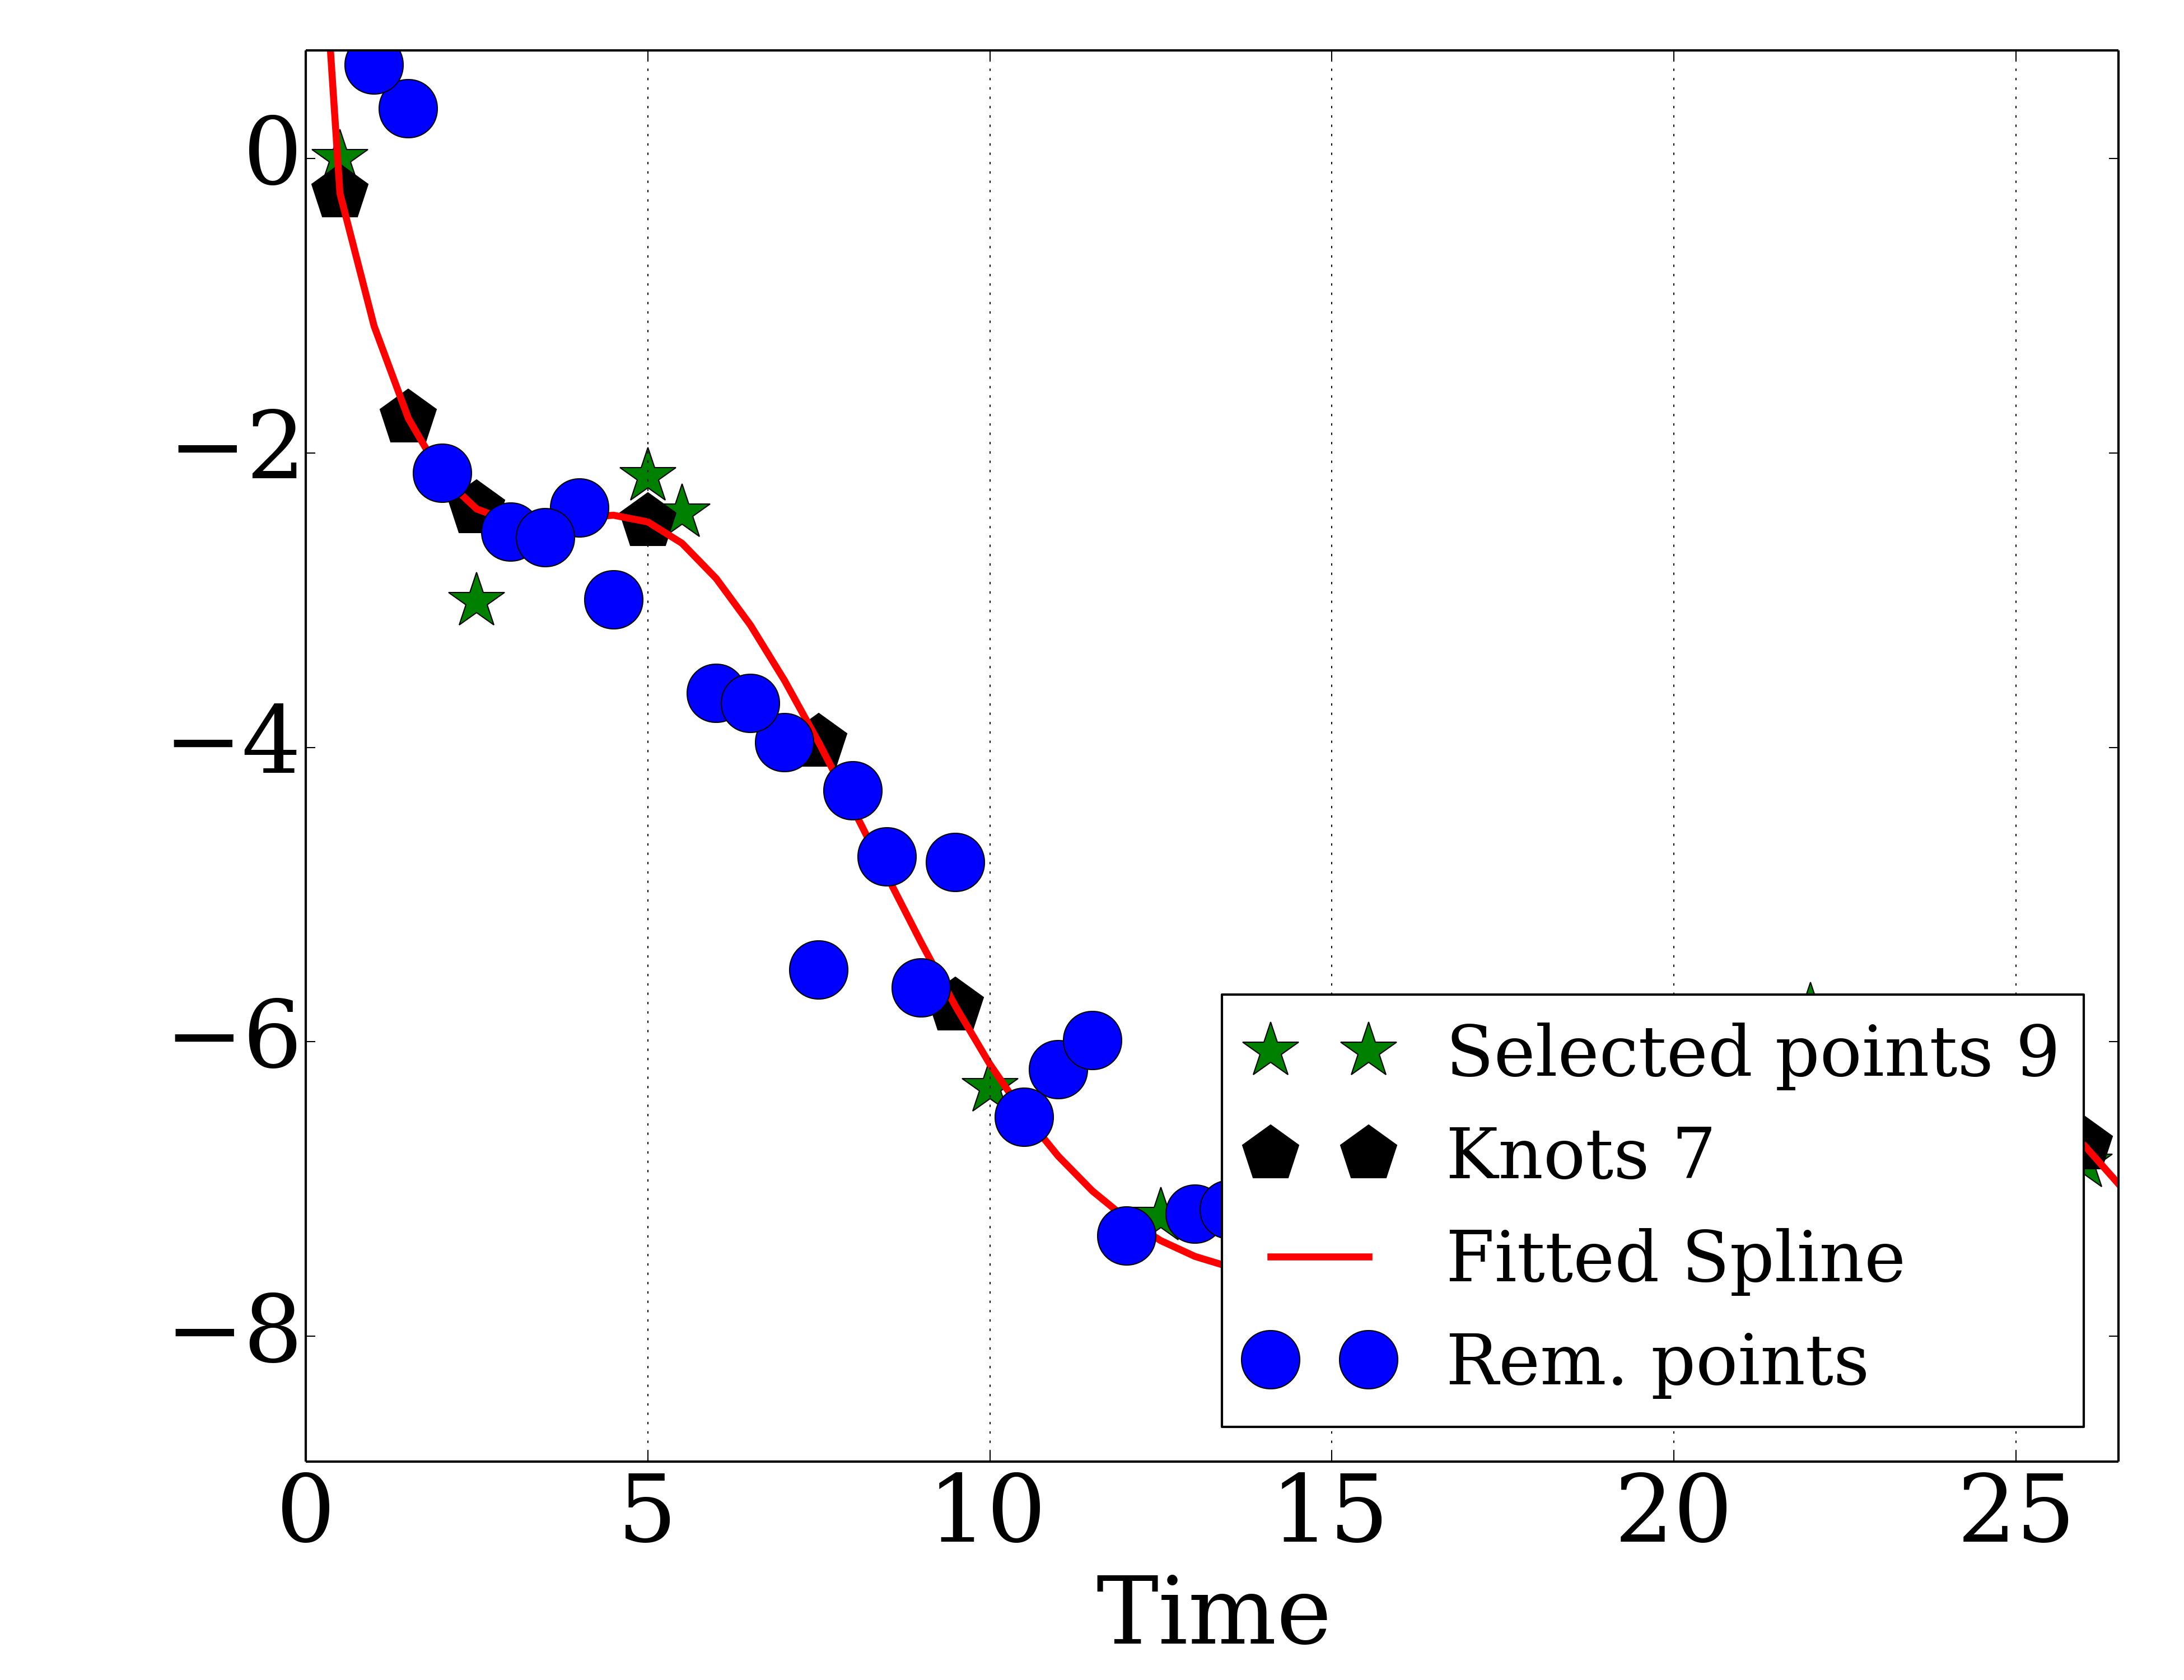 0
−2
−4
−6
−8
Selected points 9
Knots 7
Fitted Spline
Rem. points
0 5 10 15 20 25
Time